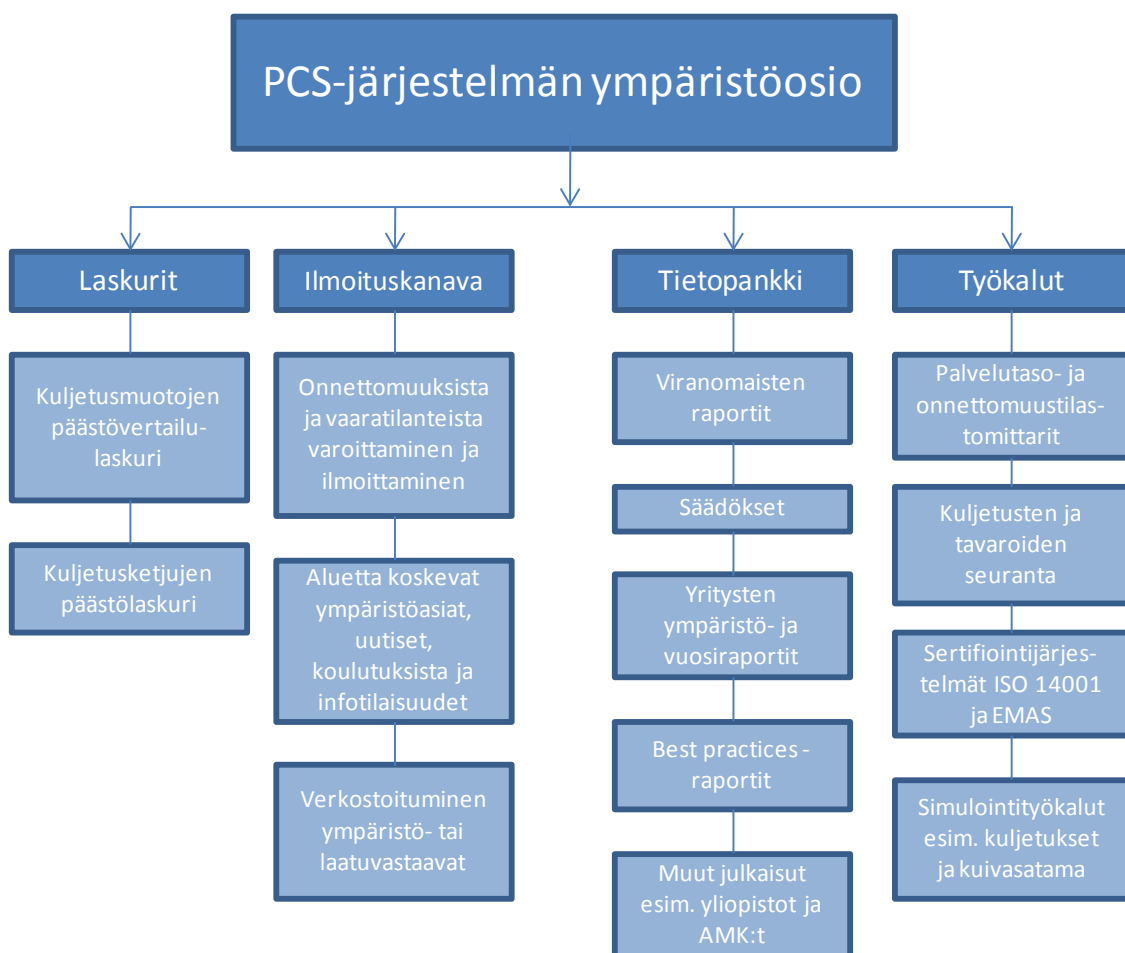 PCS-järjestelmän ympäristöosio
Laskurit
Kuljetusmuotojen
päästövertailu-
laskuri
Kuljetusketjujen
päästölaskuri
Ilmoituskanava
Onnettomuuksista
ja vaaratilanteista
varoittaminen ja
ilmoittaminen
Aluetta koskevat
ympäristöasiat,
uutiset,
koulutuksista ja
infotilaisuudet
Verkostoituminen
ympäristö- tai
laatuvastaavat
Tietopankki
Viranomaisten
raportit
Säädökset
Yritysten
ympäristö- ja
vuosiraportit
Best practices -
raportit
Muut julkaisut
esim. yliopistot ja
AMK:t
Työkalut
Palvelutaso- ja
onnettomuustilas-
tomittarit
Kuljetusten ja
tavaroiden
seuranta
Sertifiointijärjes-
telmät ISO 14001
ja EMAS
Simulointityökalut
esim. kuljetukset
ja kuivasatama